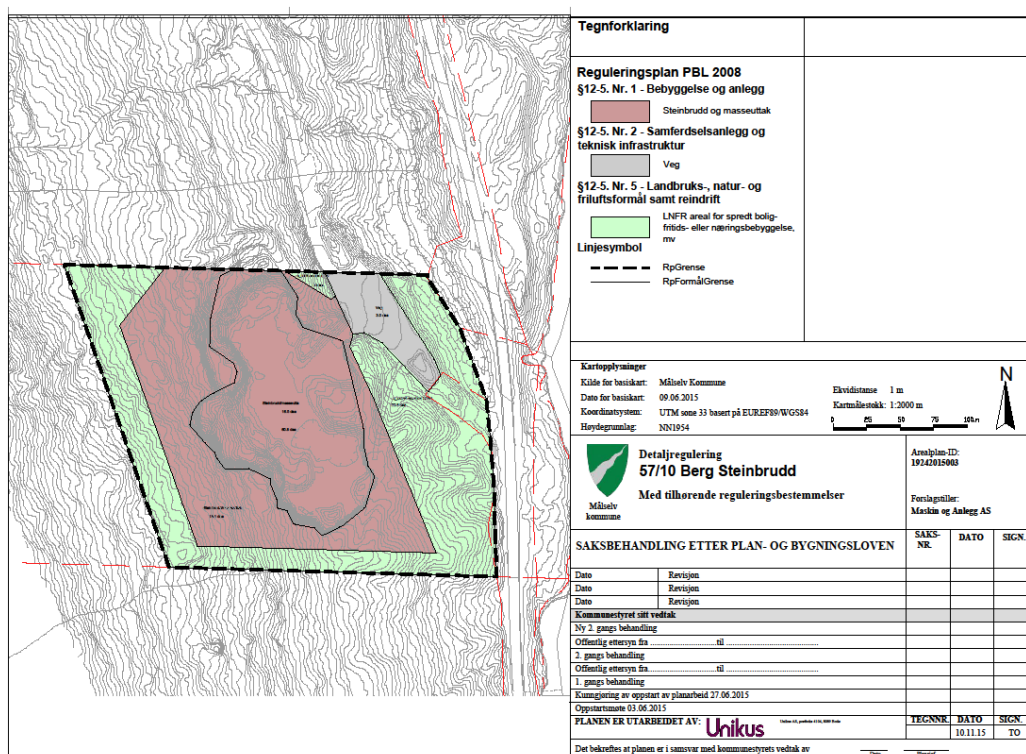 Tegnforklaring
Reguleringsplan PBL 2008
§12-5. Nr. 1 - Bebyggelse og anlegg
Steinbrudd og masseuttak
§12-5. Nr. 2 - Samferdselsanlegg og
teknisk infrastruktur
Veg
§12-5. Nr. 5 - Landbruks-, natur- og
friluftsformål samt reindrift
LNFR areal for spredt bolig-
fritids- eller næringsbebyggelse,
mv
Linjesymbol
RpGrense
RpFormålGrense
Veg
Kartopplysninger
Kilde for basiskart: Målselv Kommune
Dato for basiskart: 09.06.2015
Koordinatsystem: UTM sone 33 basert på EUREF89/WGS84
Høydegrunnlag: NN1954
Ekvidistanse 1 m
Kartmålestokk: 1:2000 m
0 25 50 75 100m
N
Målselv
kommune
Detaljregulering
57/10 Berg Steinbrudd
Med tilhørende reguleringsbestemmelser
Arealplan-ID:
19242015003
Forslagstiller:
Maskin og Anlegg AS
SAKSBEHANDLING ETTER PLAN- OG BYGNINGSLOVEN
SAKS-
NR.
DATO
SIGN.
Dato Revisjon
Dato Revisjon
Dato Revisjon
Kommunestyret sitt vedtak
Ny 2. gangs behandling
Offentlig ettersyn fra ........................til ..................................
2. gangs behandling
Offentlig ettersyn fra.........................til ..................................
1. gangs behandling
Kunngjøring av oppstart av planarbeid 27.06.2015
Oppstartsmøte 03.06.2015
PLANEN ER UTARBEIDET AV: Unikus
TEGNNR. DATO SIGN.
10.11.15 TO
Det bekreftes at planen er i samsvar med kommunestyrets vedtak av